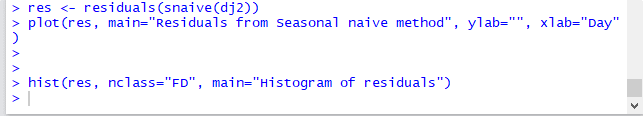 > res <- residuals(snaive(dj2))
> plot(res, main="Residuals from Seasonal naive method", ylab="", xlab="Day"
)
>
>
> hist(res, nclass="FD", main="Histogram of residuals")
>